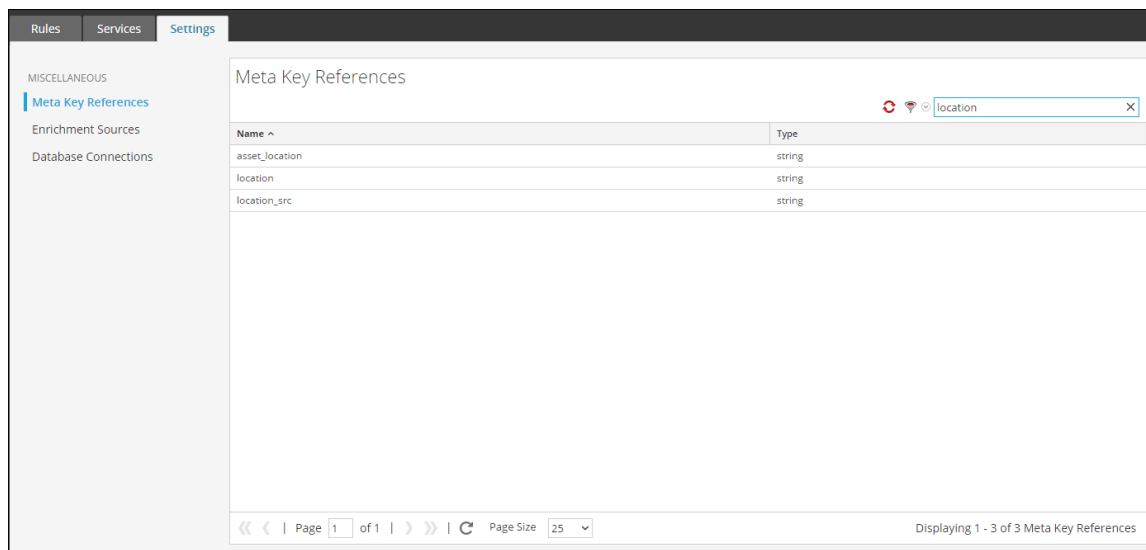 Rules Services Settings
MISCELLANEOUS
Meta Key References
Enrichment Sources
Database Connections
Meta Key References
location
Name Type
asset_location string
location string
location_src string
Page 1 of 1 Page Size 25 Displaying 1 - 3 of 3 Meta Key References